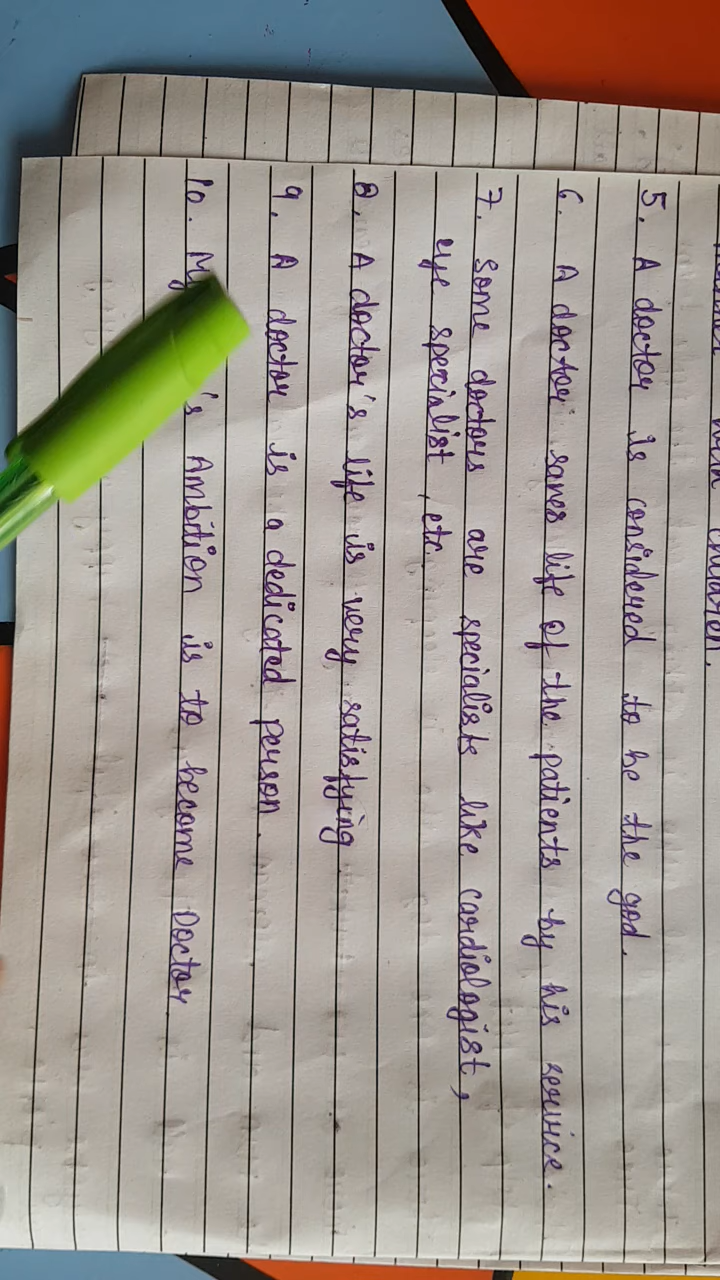 5. A doctor is considered to be the god.
6. A doctor saves life of the patients by his service.
7. Some doctors are specialists like cardiologist,
eye specialist, etc.
8. A doctor's life is very satisfying
9. A doctor is a dedicated person.
10. My Ambition is to become Doctor